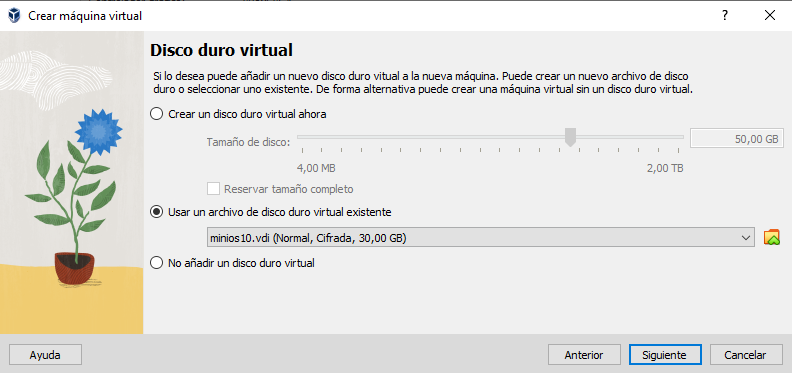 Crear máquina virtual
Disco duro virtual
Si lo desea puede añadir un nuevo disco duro vitual a la nueva máquina. Puede crear un nuevo archivo de disco
duro o seleccionar uno existente. De forma alternativa puede crear una máquina virtual sin un disco duro virtual.
Crear un disco duro virtual ahora
Tamaño de disco:
50,00 GB
4,00 MB
2,00 TB
Reservar tamaño completo
Usar un archivo de disco duro virtual existente
minios10.vdi (Normal, Cifrada, 30,00 GB)
No añadir un disco duro virtual
Ayuda
Anterior
Siguiente
Cancelar